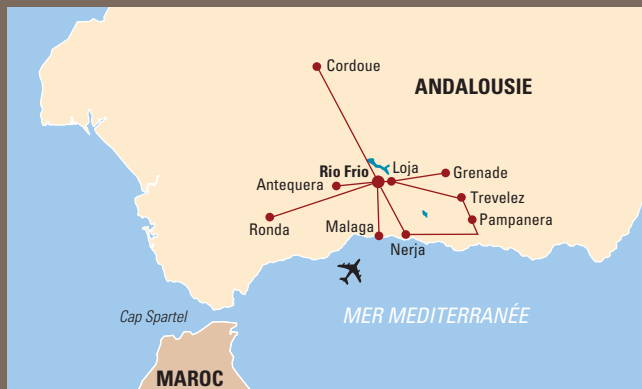 Cordoue
ANDALOUSIE
Rio Frio
Loja
Grenade
Antequera
Trevelez
Pampanera
Ronda
Malaga
Nerja
Cap Spartel
MER MEDITERRANÉE
MAROC